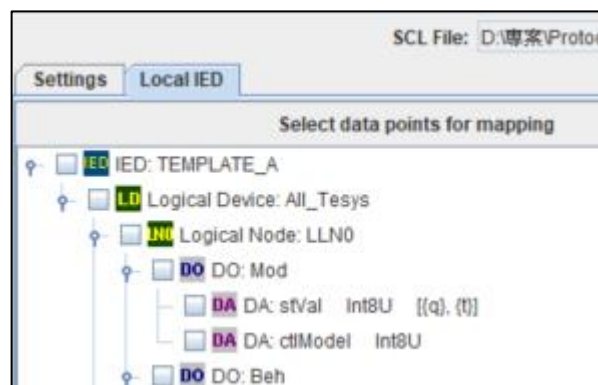 SCL File: D:\專案\Proto
Settings Local IED
Select data points for mapping
IED IED: TEMPLATE_A
LD Logical Device: All_Tesys
LN0 Logical Node: LLN0
DO DO: Mod
DA DA: stVal Int8U [{q}, {t}]
DA DA: ctlModel Int8U
DO DO: Beh